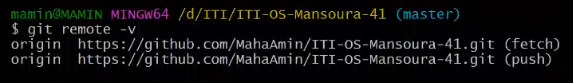 mamin@MAMIN MINGW64 /d/ITI/ITI-OS-Mansoura-41 (master)
$ git remote -v
origin  https://github.com/MahaAmin/ITI-OS-Mansoura-41.git (fetch)
origin  https://github.com/MahaAmin/ITI-OS-Mansoura-41.git (push)